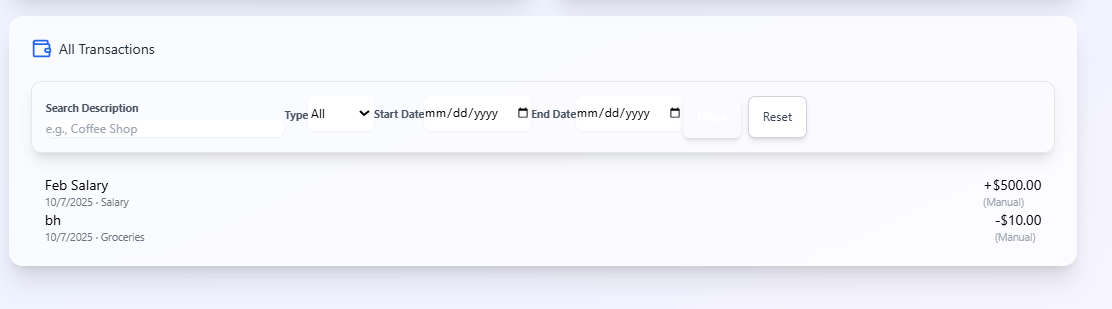 All Transactions
Search Description
e.g., Coffee Shop
Type All Start Date mm/dd/yyyy End Date mm/dd/yyyy Filter Reset
Feb Salary +$500.00
10/7/2025 · Salary (Manual)
bh -$10.00
10/7/2025 · Groceries (Manual)